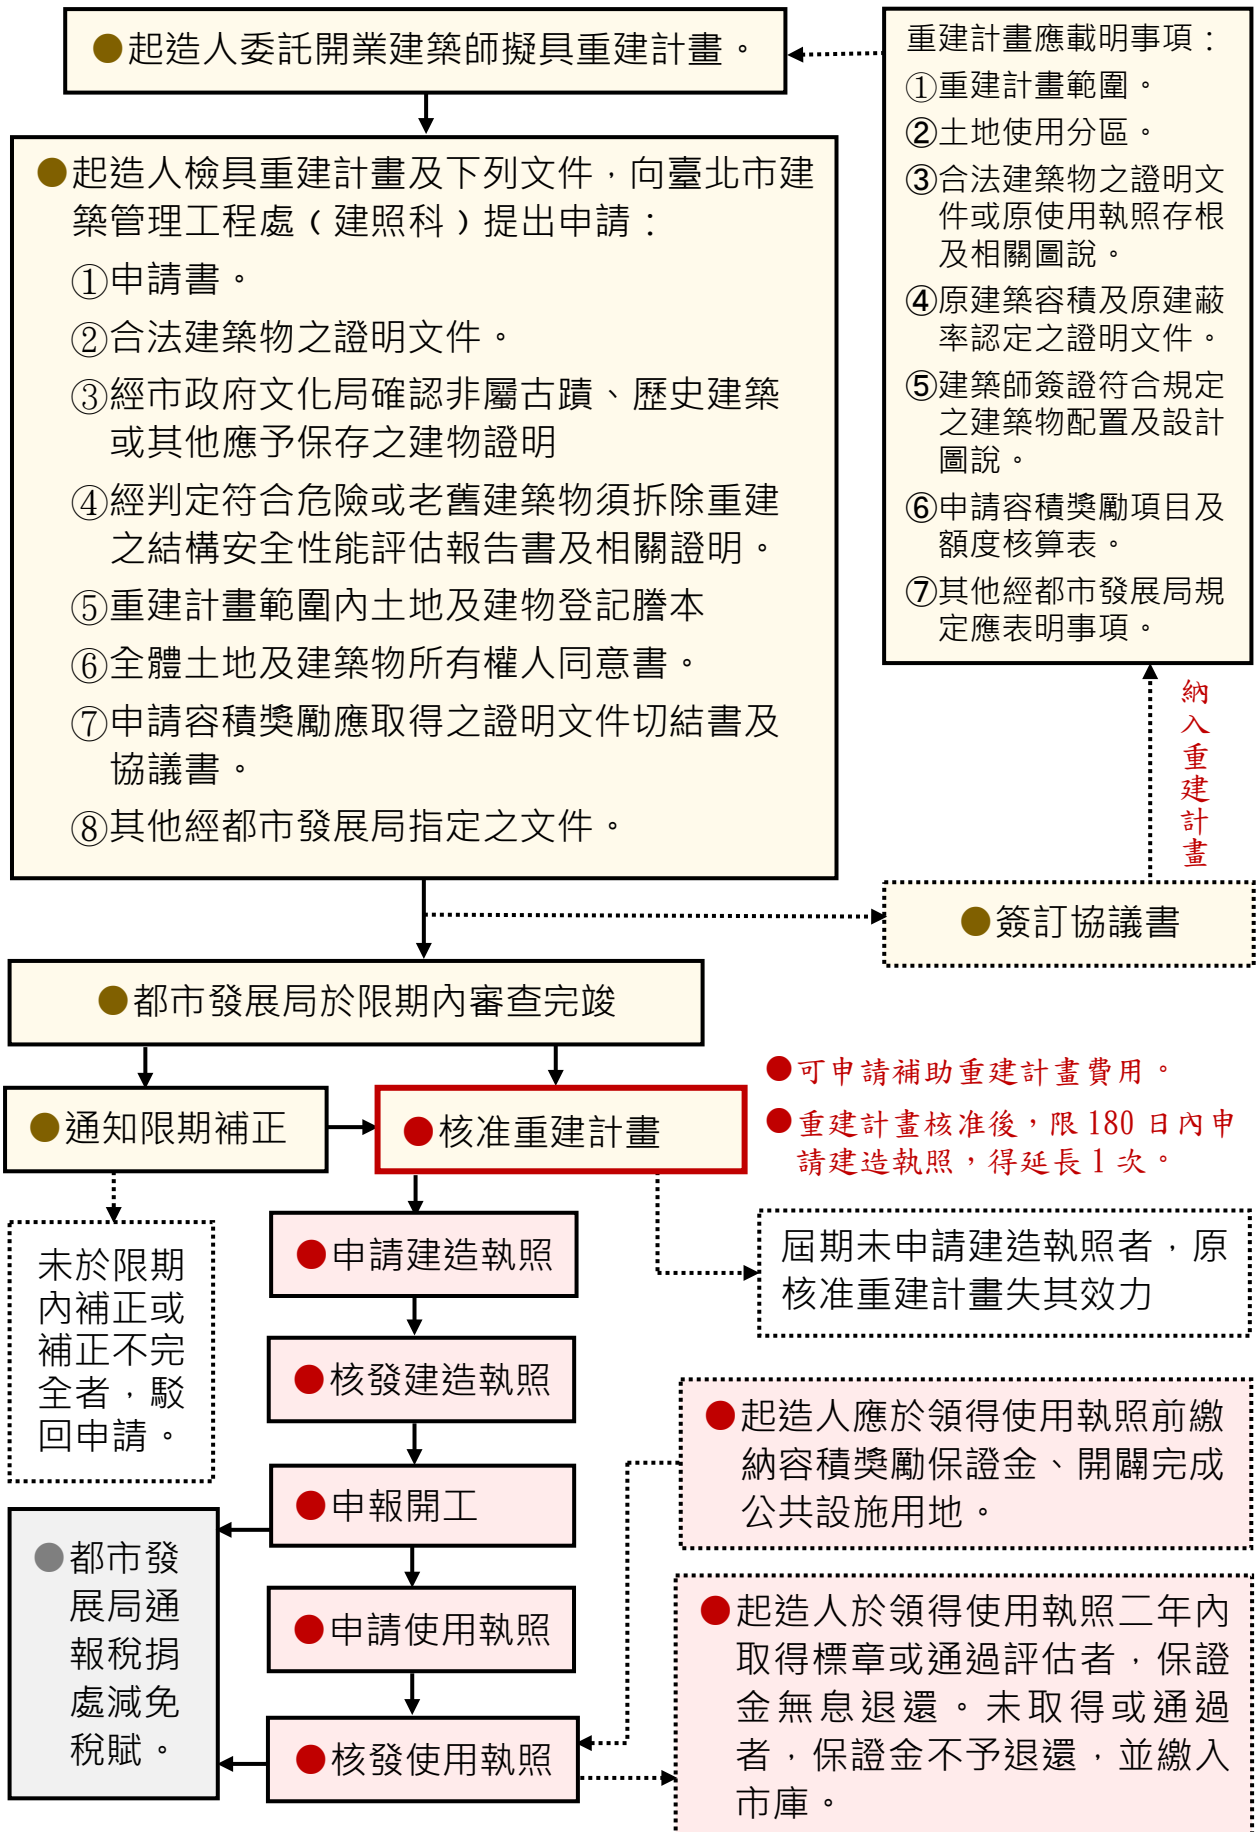 ●起造人委託開業建築師擬具重建計畫。
重建計畫應載明事項：
①重建計畫範圍。
②土地使用分區。
③合法建築物之證明文
件或原使用執照存根
及相關圖說。
④原建築容積及原建蔽
率認定之證明文件。
⑤建築師簽證符合規定
之建築物配置及設計
圖說。
⑥申請容積獎勵項目及
額度核算表。
⑦其他經都市發展局規
定應表明事項。
●起造人檢具重建計畫及下列文件，向臺北市建
築管理工程處（建照科）提出申請：
①申請書。
②合法建築物之證明文件。
③經市政府文化局確認非屬古蹟、歷史建築
或其他應予保存之建物證明
④經判定符合危險或老舊建築物須拆除重建
之結構安全性能評估報告書及相關證明。
⑤重建計畫範圍內土地及建物登記謄本
⑥全體土地及建築物所有權人同意書。
⑦申請容積獎勵應取得之證明文件切結書及
協議書。
⑧其他經都市發展局指定之文件。
納入重建計畫
●簽訂協議書
●都市發展局於限期內審查完竣
●通知限期補正
●核准重建計畫
●可申請補助重建計畫費用。
●重建計畫核准後，限 180 日內申
請建造執照，得延長 1 次。
未於限期
內補正或
補正不完
全者，駁
回申請。
●申請建造執照
屆期未申請建造執照者，原
核准重建計畫失其效力
●核發建造執照
●起造人應於領得使用執照前繳
納容積獎勵保證金、開闢完成
公共設施用地。
●申報開工
●都市發
展局通
報稅捐
處減免
稅賦。
●申請使用執照
●起造人於領得使用執照二年內
取得標章或通過評估者，保證
金無息退還。未取得或通過
者，保證金不予退還，並繳入
市庫。
●核發使用執照